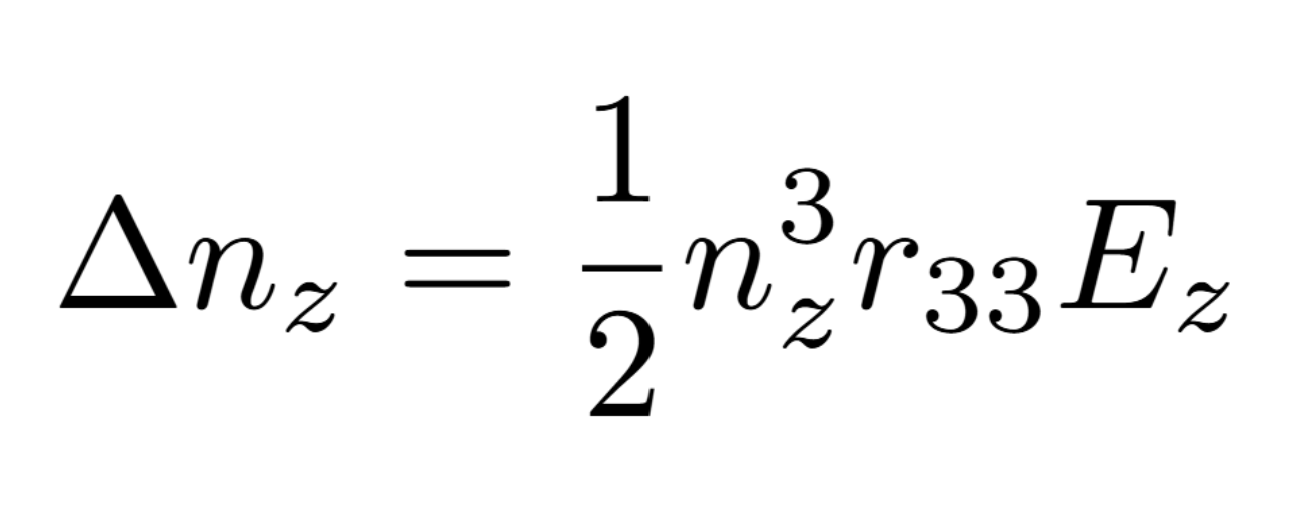 Δn_z = \frac{1}{2} n_z^3 r_{33} E_z